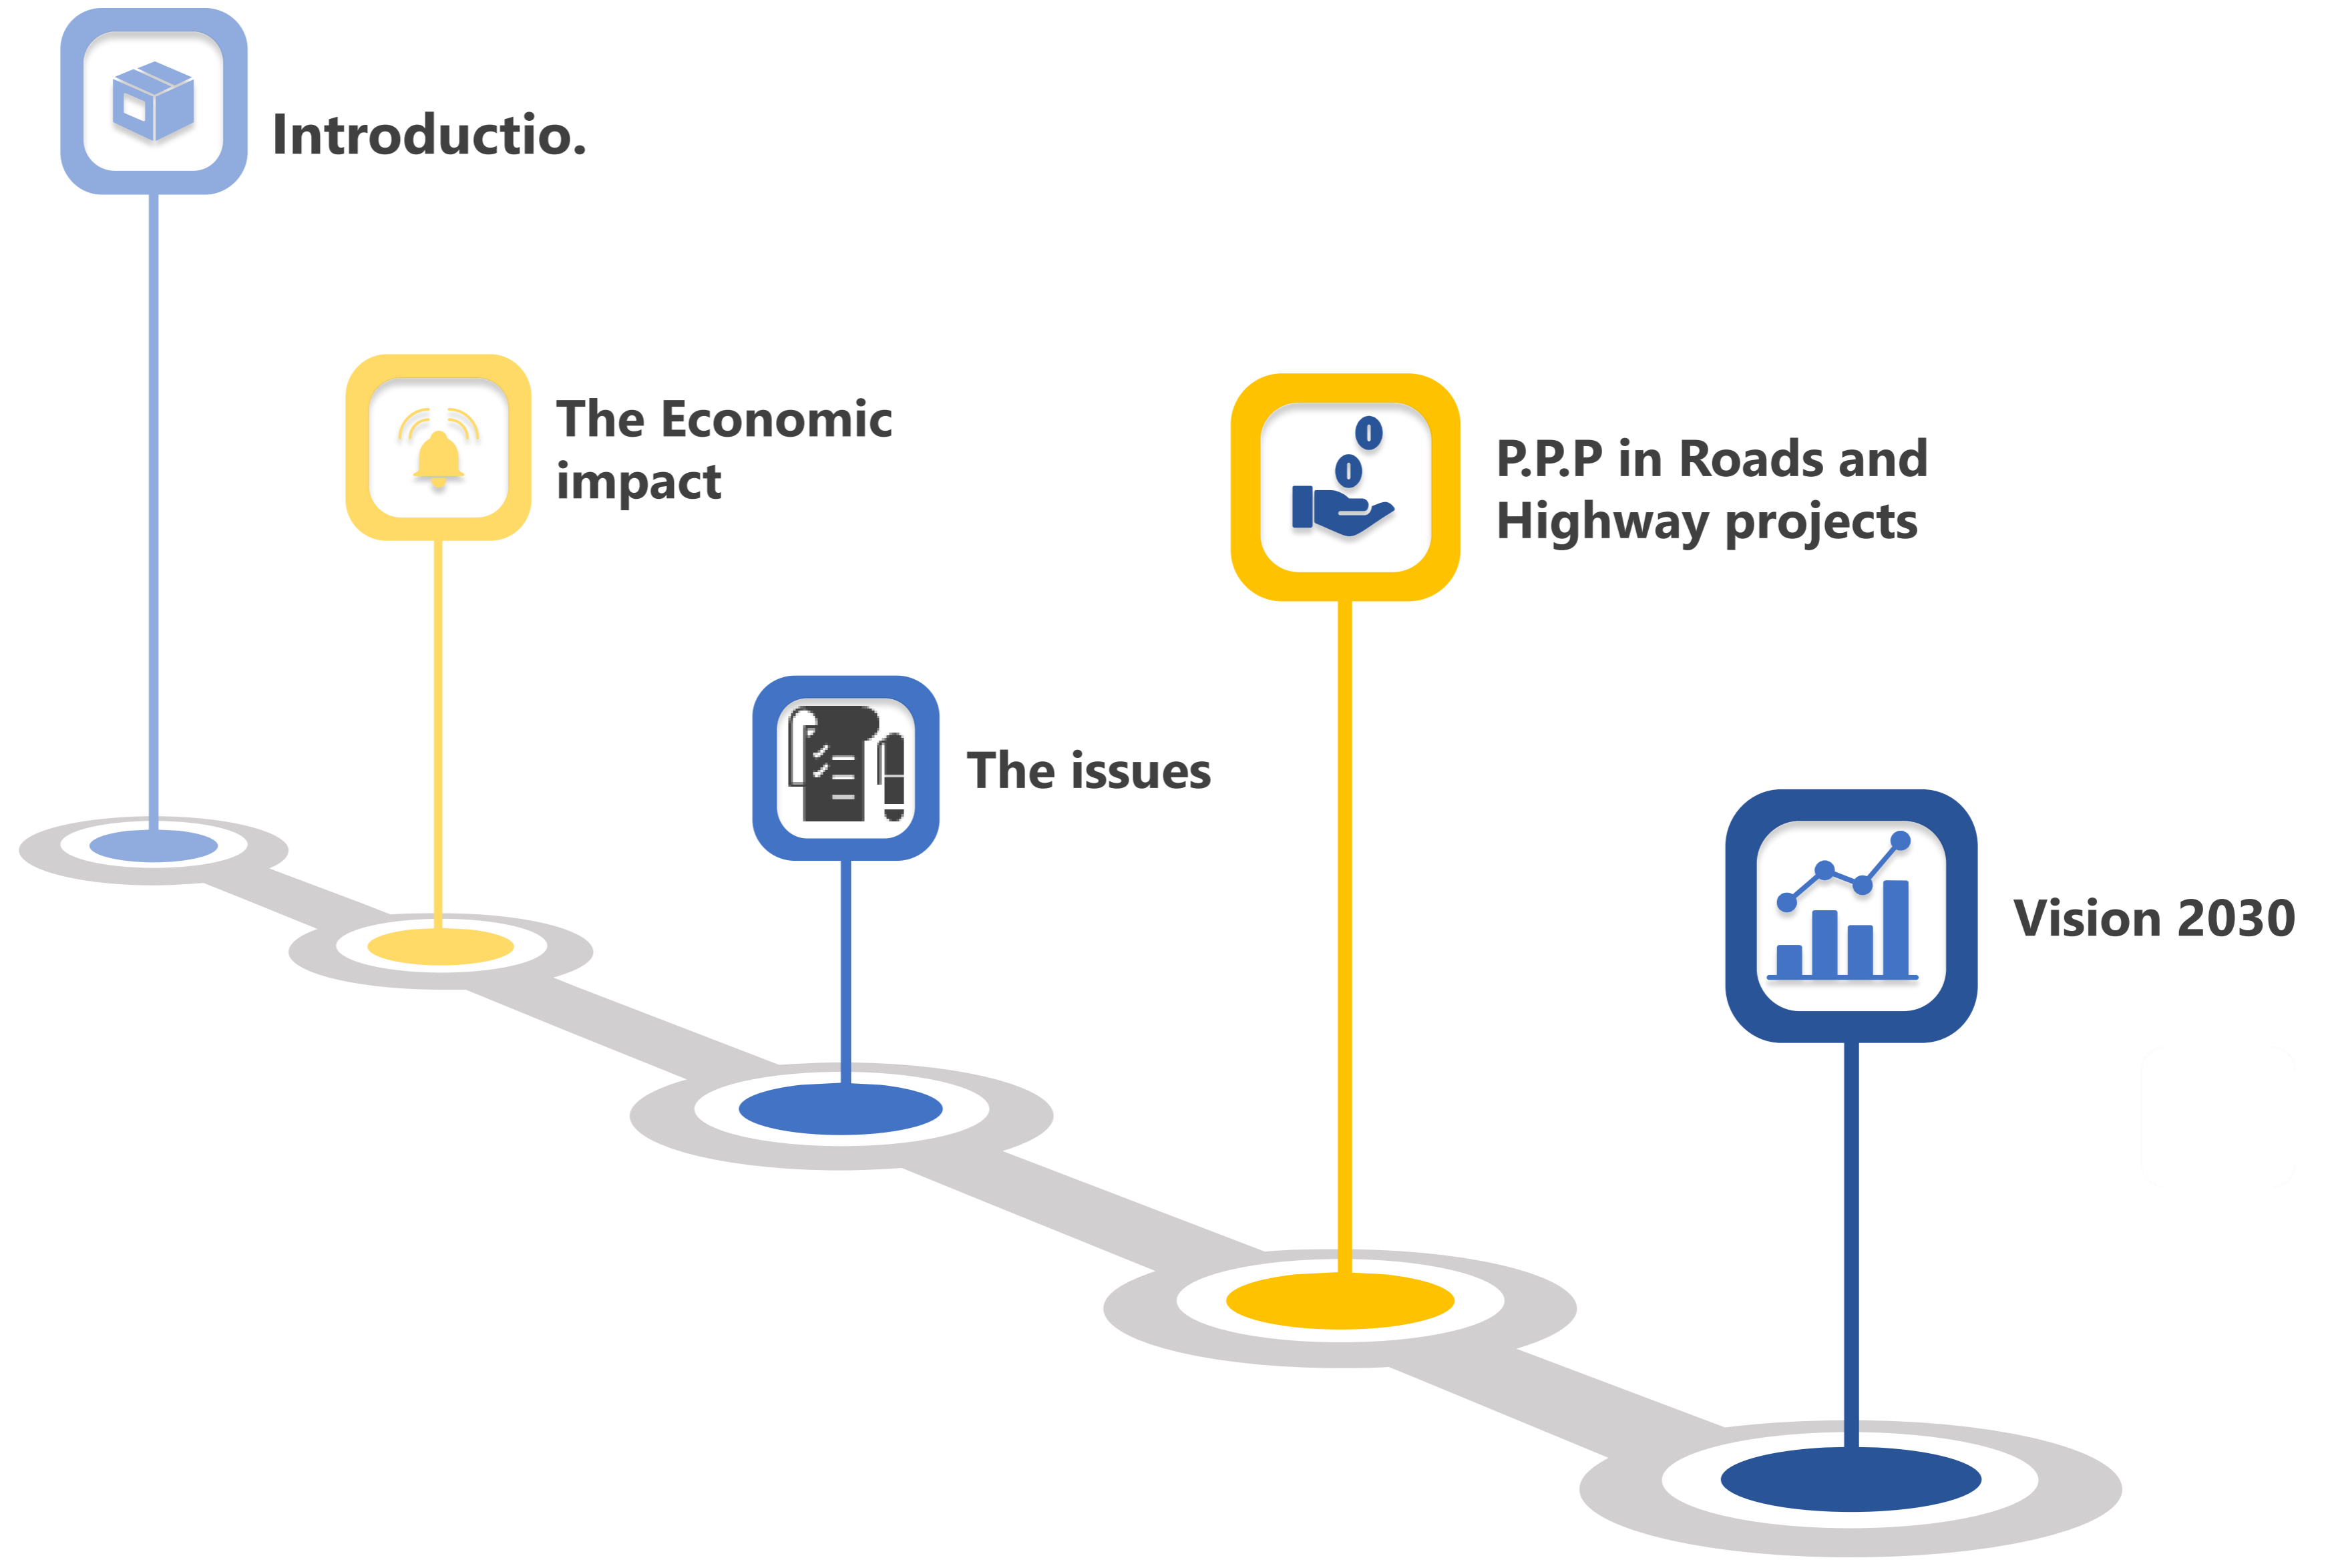 Introductio.
The Economic
impact
The issues
P.P.P in Roads and
Highway projects
Vision 2030